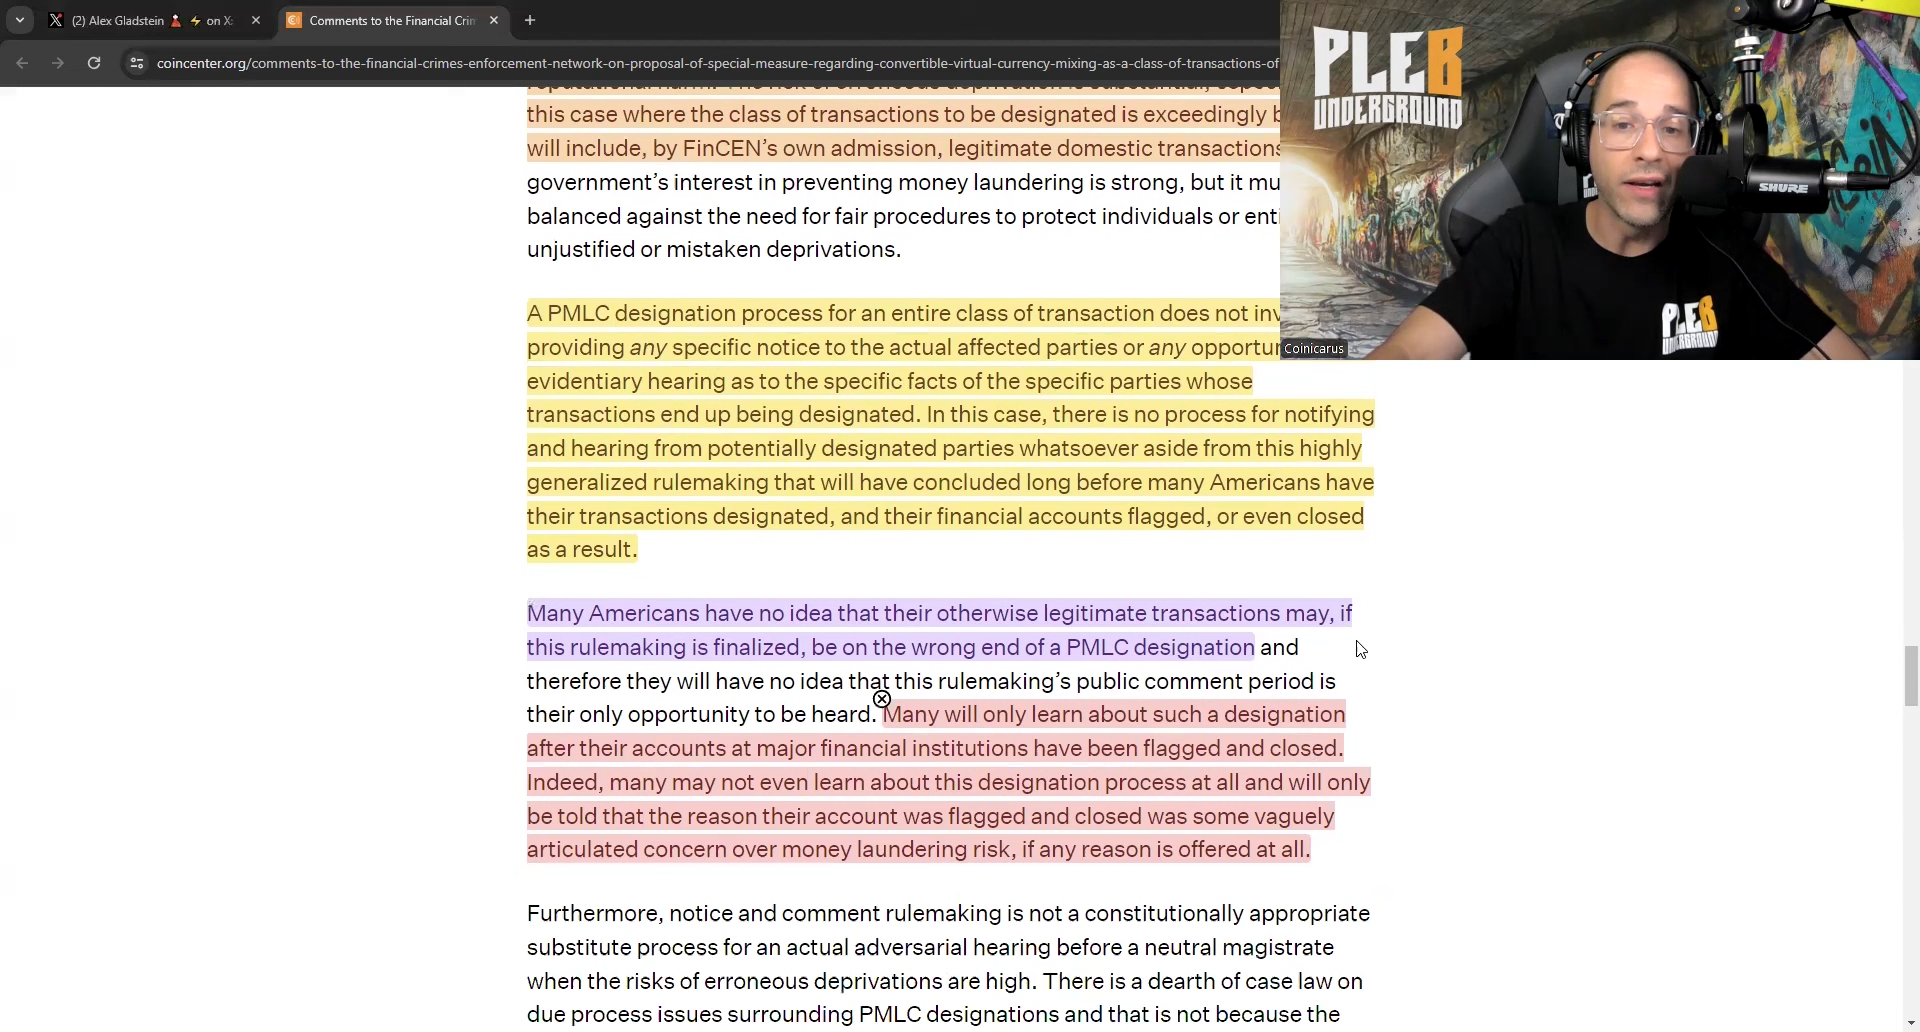 (2) Alex Gladstein
on X:
Comments to the Financial Crim
coincenter.org/comments-to-the-financial-crimes-enforcement-network-on-proposal-of-special-measure-regarding-convertible-virtual-currency-mixing-as-a-class-of-transactions-of
PLEB
UNDERGROUND
this case where the class of transactions to be designated is exceedingly b
will include, by FinCEN’s own admission, legitimate domestic transactions
government’s interest in preventing money laundering is strong, but it mu
balanced against the need for fair procedures to protect individuals or enti
unjustified or mistaken deprivations.
SHURE
PLEB
UNDERGROUND
Coinicarus
A PMLC designation process for an entire class of transaction does not inv
providing any specific notice to the actual affected parties or any opportun
evidentiary hearing as to the specific facts of the specific parties whose
transactions end up being designated. In this case, there is no process for notifying
and hearing from potentially designated parties whatsoever aside from this highly
generalized rulemaking that will have concluded long before many Americans have
their transactions designated, and their financial accounts flagged, or even closed
as a result.
Many Americans have no idea that their otherwise legitimate transactions may, if
this rulemaking is finalized, be on the wrong end of a PMLC designation and
therefore they will have no idea that this rulemaking’s public comment period is
their only opportunity to be heard. Many will only learn about such a designation
after their accounts at major financial institutions have been flagged and closed.
Indeed, many may not even learn about this designation process at all and will only
be told that the reason their account was flagged and closed was some vaguely
articulated concern over money laundering risk, if any reason is offered at all.
Furthermore, notice and comment rulemaking is not a constitutionally appropriate
substitute process for an actual adversarial hearing before a neutral magistrate
when the risks of erroneous deprivations are high. There is a dearth of case law on
due process issues surrounding PMLC designations and that is not because the